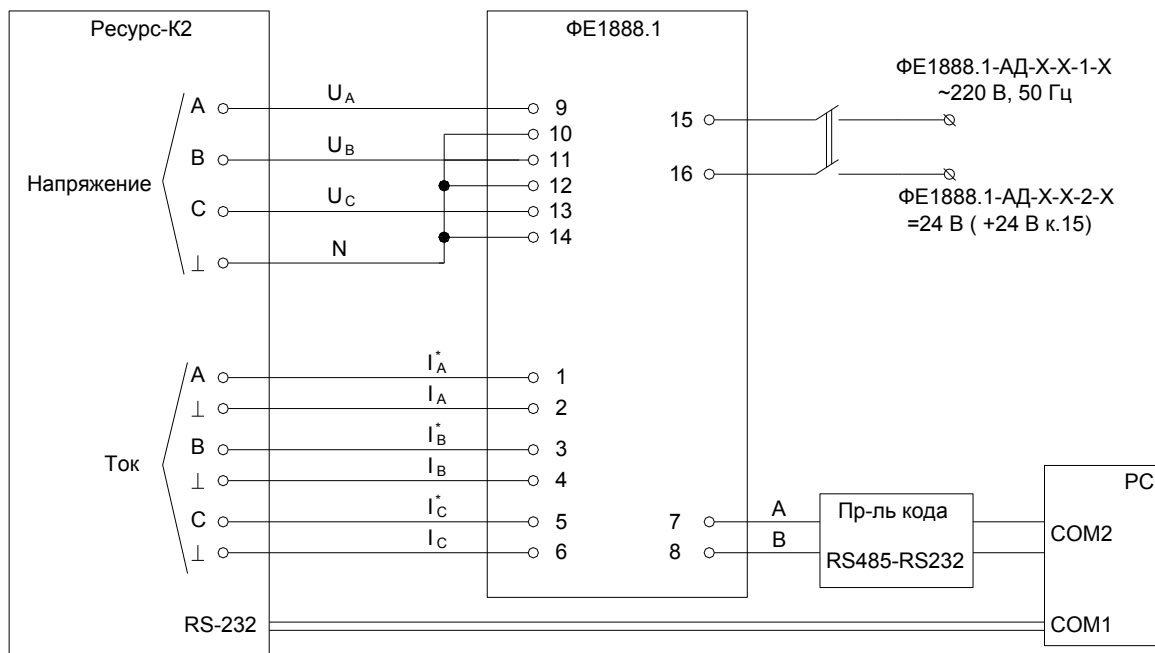 Ресурс-К2
ФЕ1888.1
ФЕ1888.1-АД-Х-Х-1-Х
~220 В, 50 Гц
A
U A
9
15
10
B
U B
11
16
Напряжение
12
ФЕ1888.1-АД-Х-Х-2-Х
=24 В ( +24 В к.15)
C
U C
13
14
⊥
N
A
I*A
1
⊥
I A
2
B
I*B
3
Ток
⊥
I B
4
C
I*C
5
7
A
Пр-ль кода
PC
COM2
⊥
I C
6
8
B
RS485-RS232
RS-232
COM1